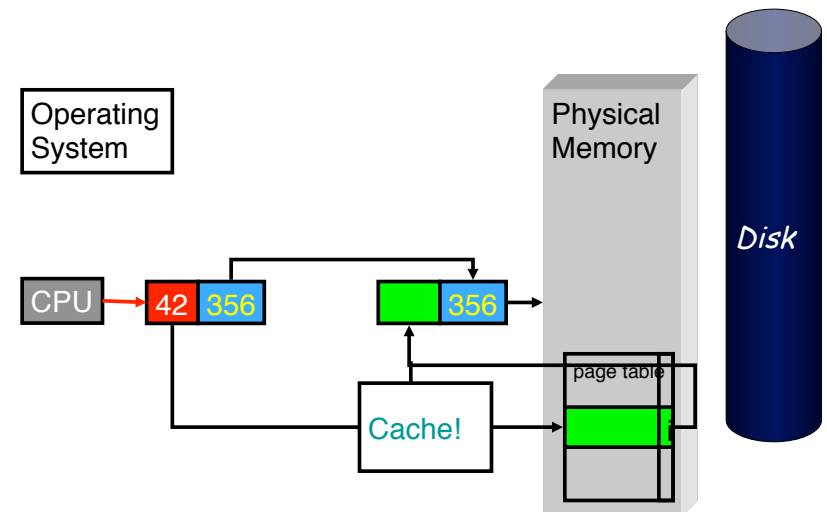 Operating
System
Physical
Memory
Disk
CPU
42 356
356
page table
Cache!
i